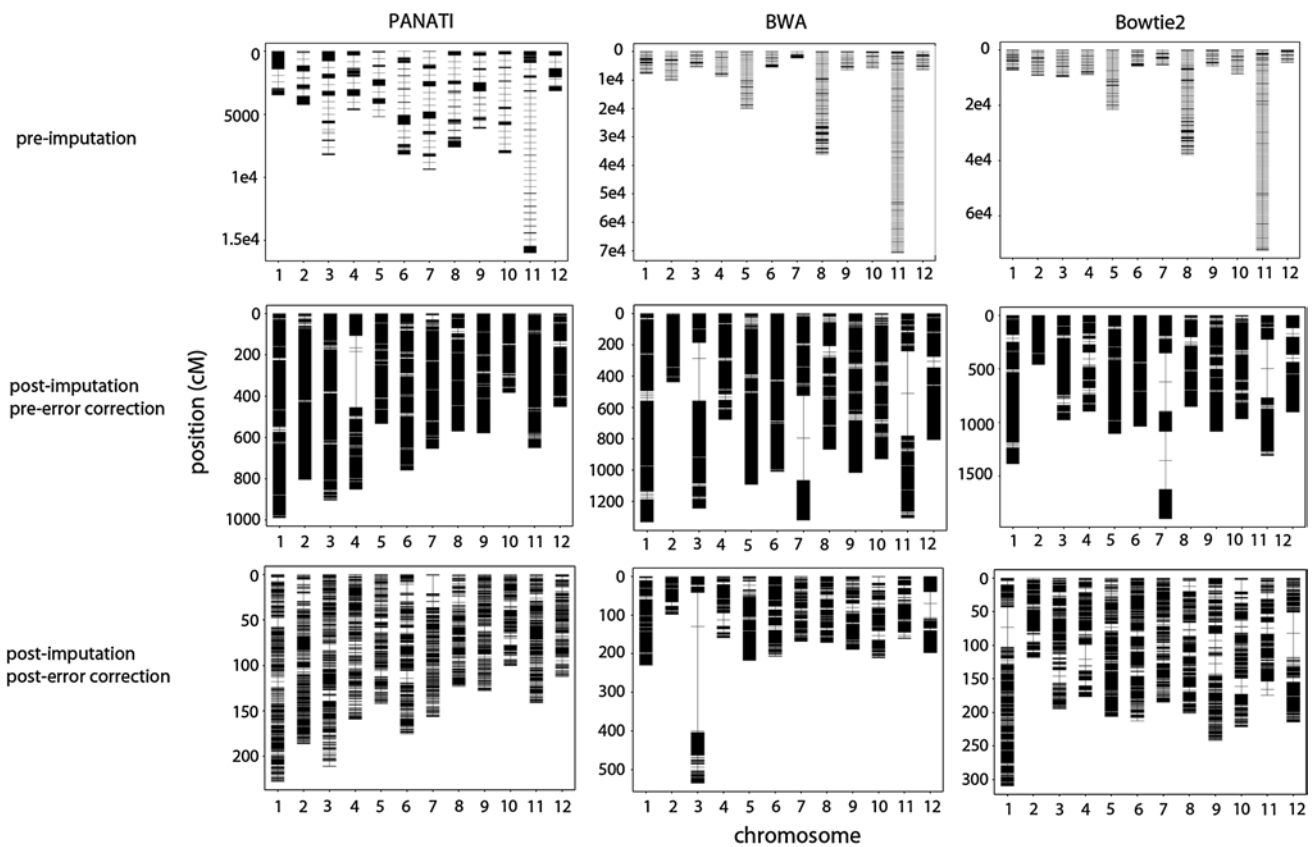 PANATI BWA Bowtie2
pre-imputation
0
5000
1e4
1.5e4
1 2 3 4 5 6 7 8 9 10 11 12
0
1e4
2e4
3e4
4e4
5e4
6e4
7e4
1 2 3 4 5 6 7 8 9 10 11 12
0
2e4
4e4
6e4
1 2 3 4 5 6 7 8 9 10 11 12
post-imputation
pre-error correction
position (cM)
0
200
400
600
800
1000
1 2 3 4 5 6 7 8 9 10 11 12
0
200
400
600
800
1000
1200
1 2 3 4 5 6 7 8 9 10 11 12
0
500
1000
1500
1 2 3 4 5 6 7 8 9 10 11 12
post-imputation
post-error correction
0
50
100
150
200
1 2 3 4 5 6 7 8 9 10 11 12
0
100
200
300
400
500
1 2 3 4 5 6 7 8 9 10 11 12
0
50
100
150
200
250
300
1 2 3 4 5 6 7 8 9 10 11 12
chromosome